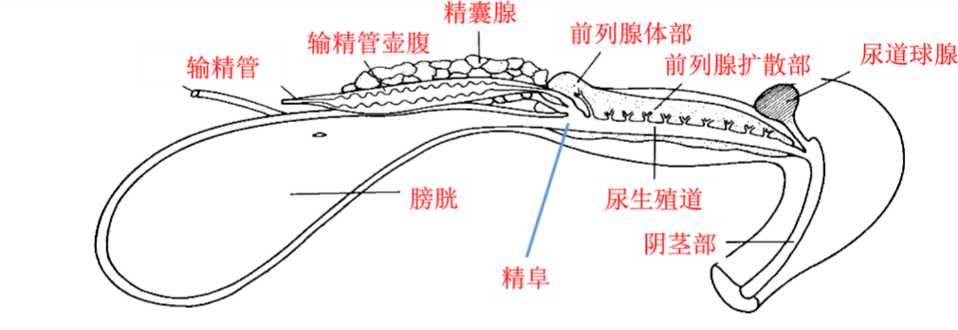 精囊腺
输精管壶腹
前列腺体部
尿道球腺
输精管
前列腺扩散部
膀胱
尿生殖道
阴茎部
精阜